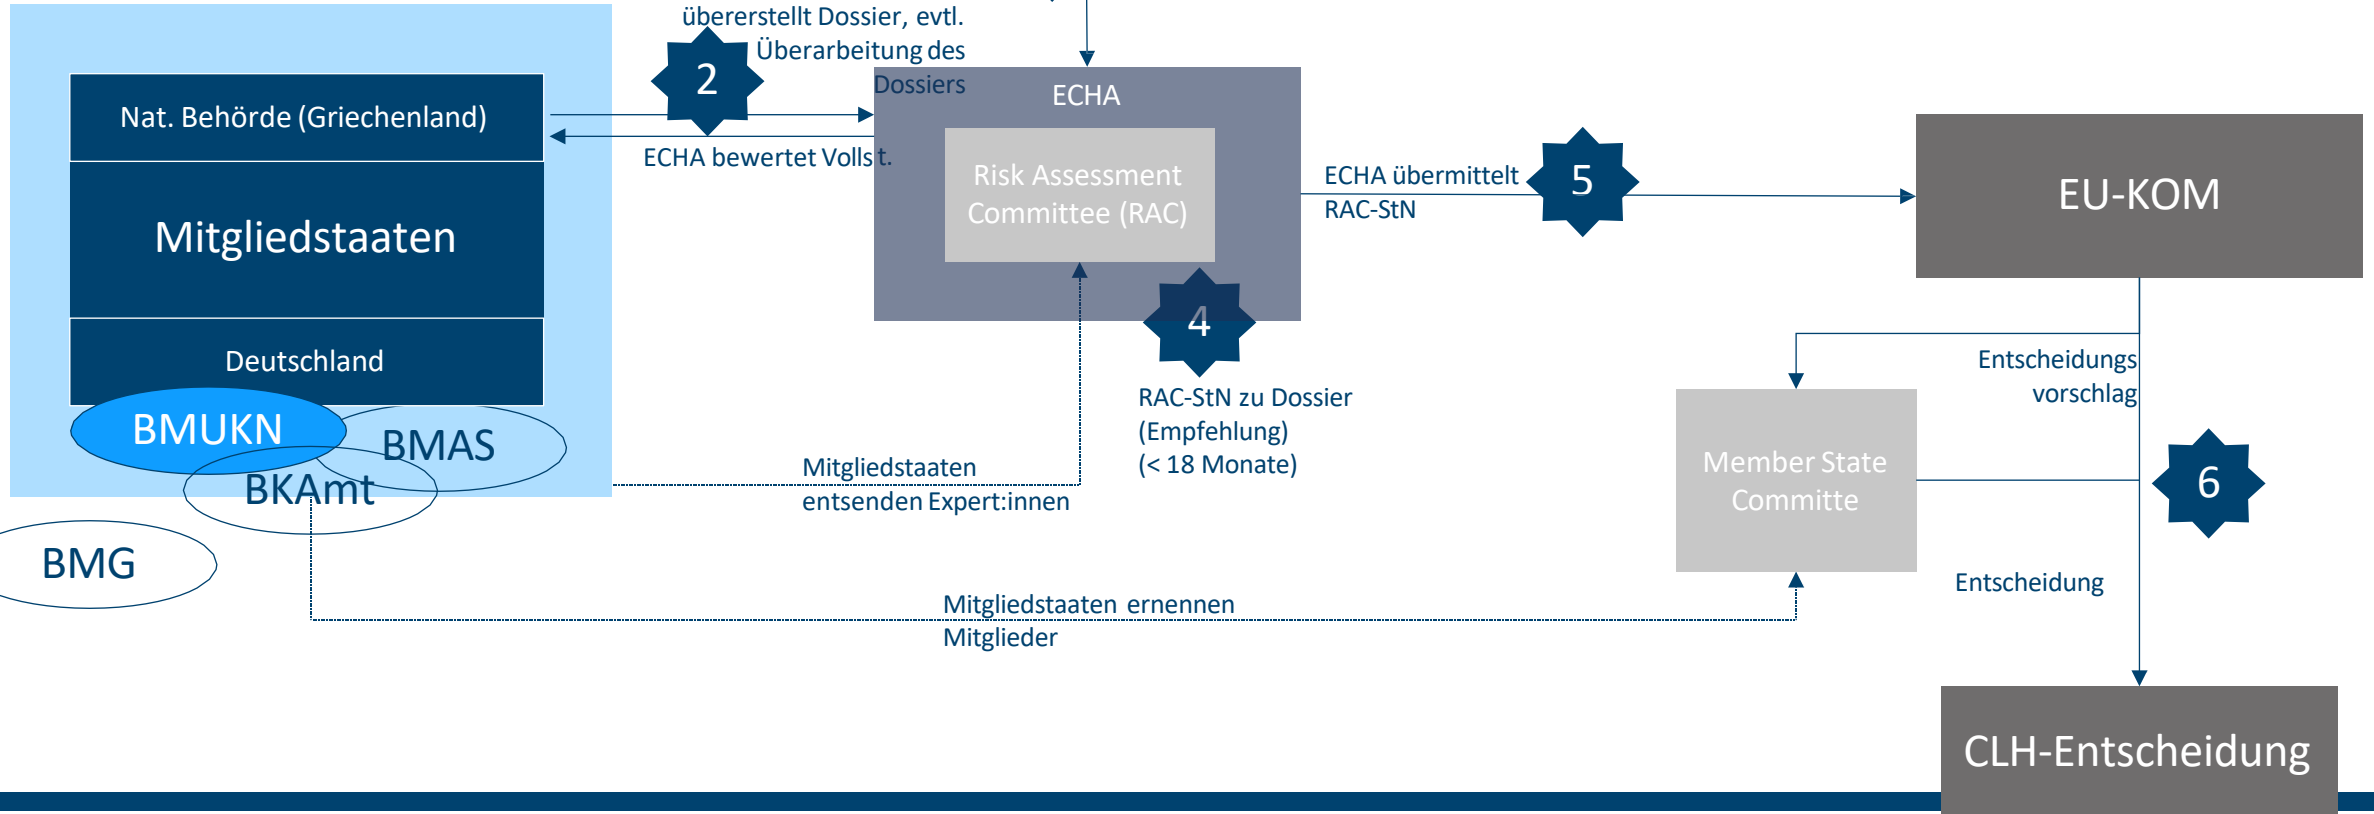 übererstellt Dossier, evtl.
Überarbeitung des
Dossiers
2
Nat. Behörde (Griechenland)
Mitgliedstaaten
Deutschland
BMUKN
BMAS
BKAmt
BMG
ECHA bewertet Vollst.
ECHA
Risk Assessment
Committee (RAC)
4
RAC-StN zu Dossier
(Empfehlung)
(< 18 Monate)
Mitgliedstaaten
entsenden Expert:innen
Mitgliedstaaten ernennen
Mitglieder
ECHA übermittelt
RAC-StN
5
EU-KOM
Entscheidungs
vorschlag
Member State
Committe
6
Entscheidung
CLH-Entscheidung